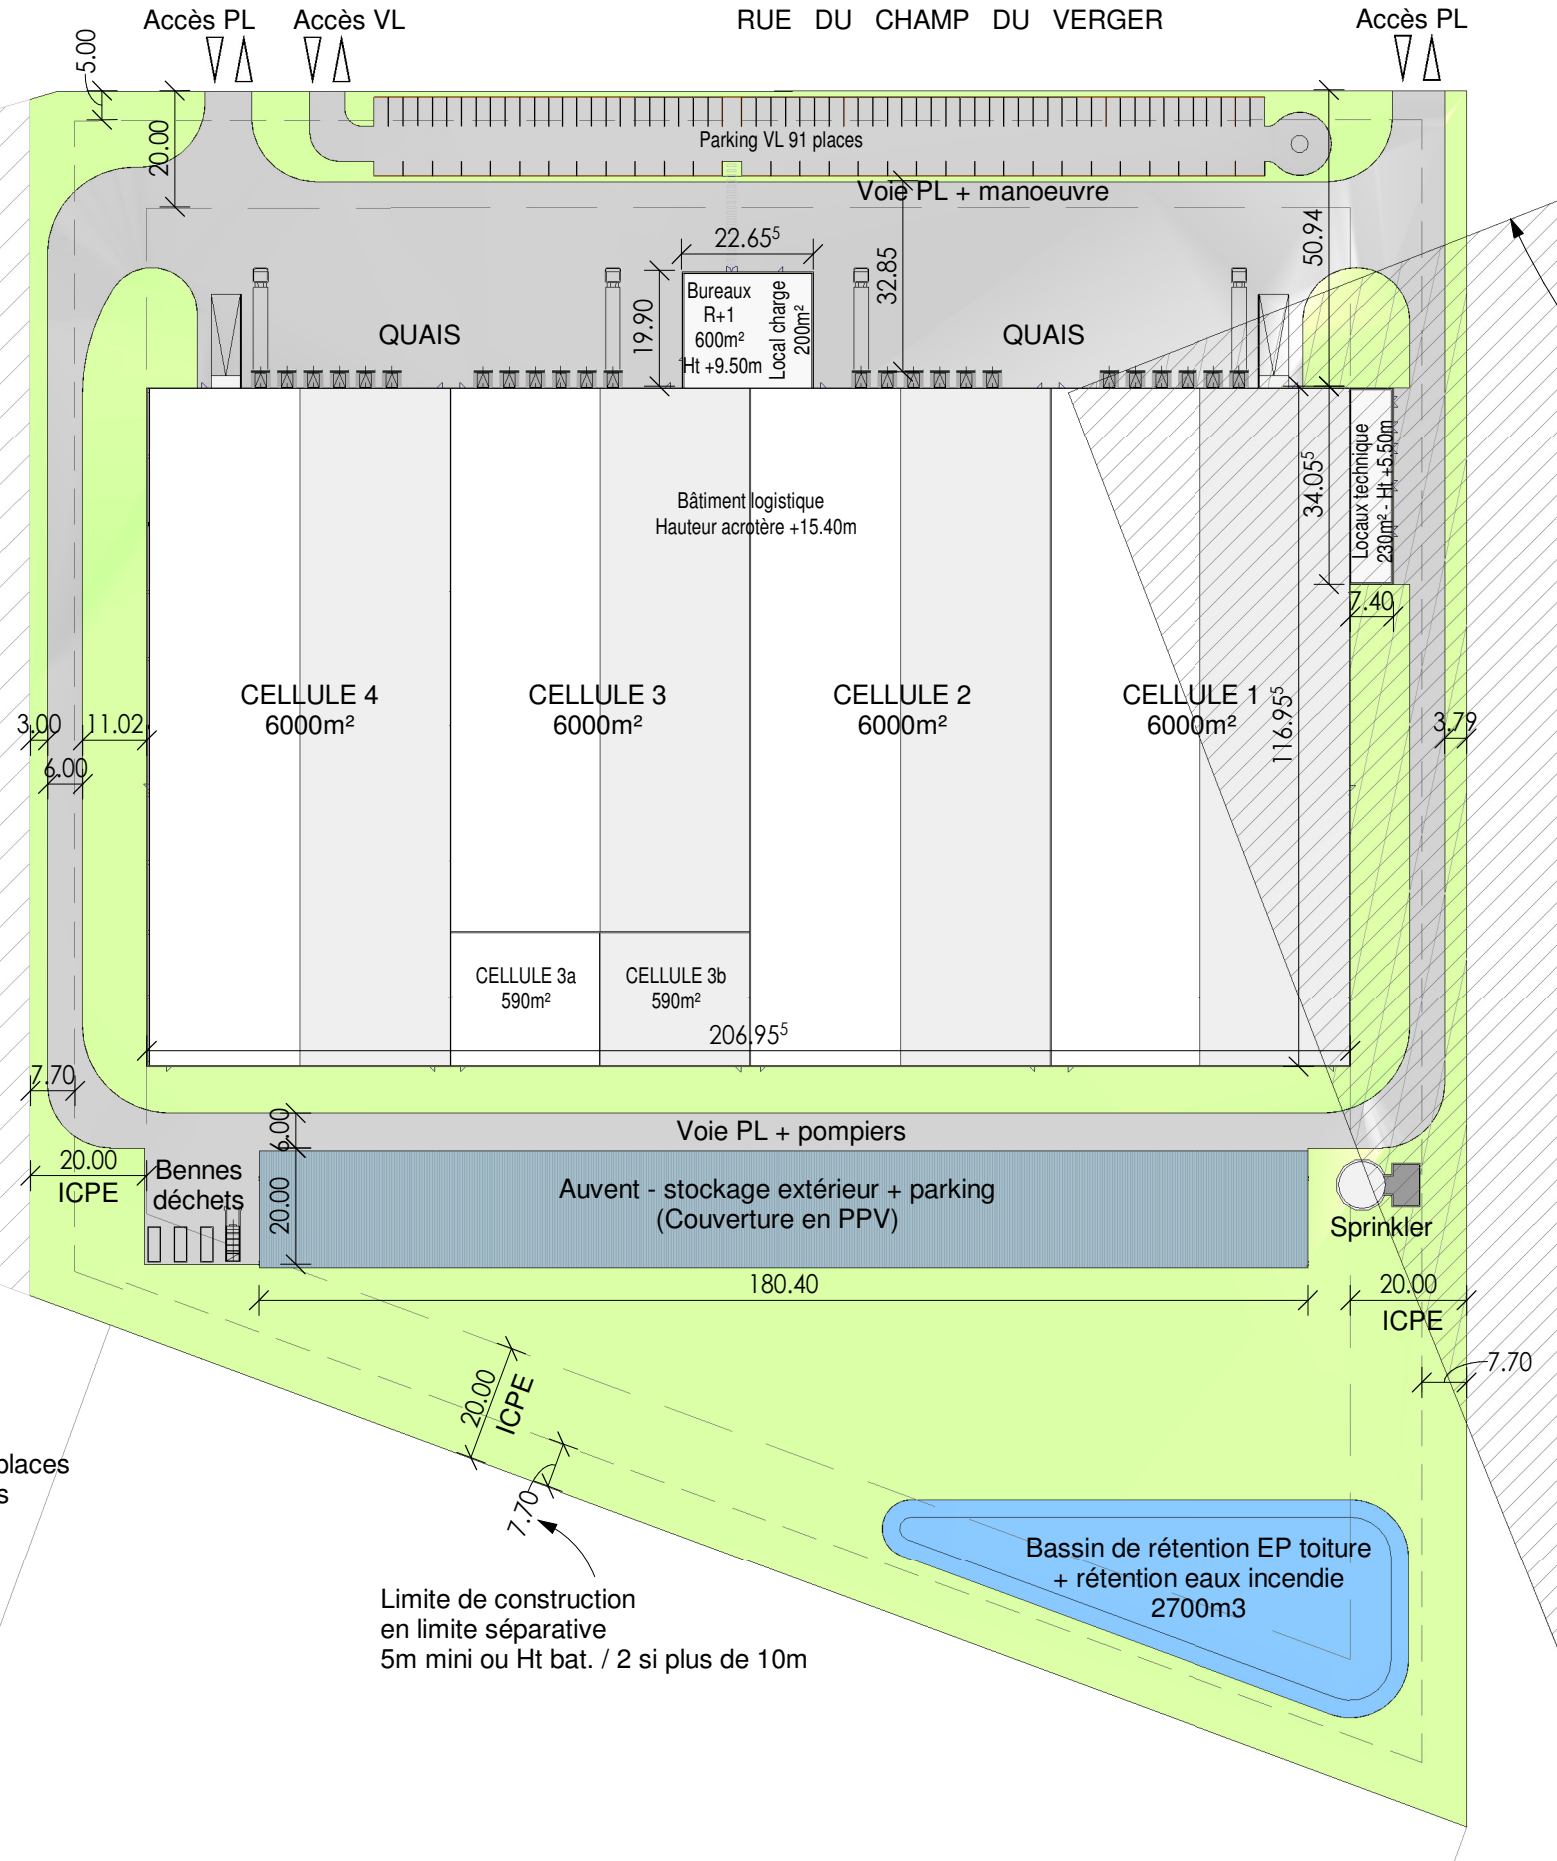 Accès PL
Accès VL
RUE DU CHAMP DU VERGER
Accès PL
5.00
20.00
Parking VL 91 places
Voie PL + manoeuvre
50.94
22.65⁵
32.85
19.90
Bureaux
R+1
600m²
Ht +9.50m
Local charge
200m²
QUAIS
QUAIS
Bâtiment logistique
Hauteur acrotère +15.40m
34.05⁵
Locaux technique
230m² - Ht +5.50m
7.40
CELLULE 4
6000m²
CELLULE 3
6000m²
CELLULE 2
6000m²
CELLULE 1
6000m²
116.95⁵
3.00
11.02
6.00
3.79
CELLULE 3a
590m²
CELLULE 3b
590m²
206.95⁵
7.70
6.00
Voie PL + pompiers
20.00
ICPE
Bennes
déchets
20.00
Auvent - stockage extérieur + parking
(Couverture en PPV)
Sprinkler
180.40
20.00
ICPE
7.70
20.00
ICPE
7.70
places
s
Limite de construction
en limite séparative
5m mini ou Ht bat. / 2 si plus de 10m
Bassin de rétention EP toiture
+ rétention eaux incendie
2700m3